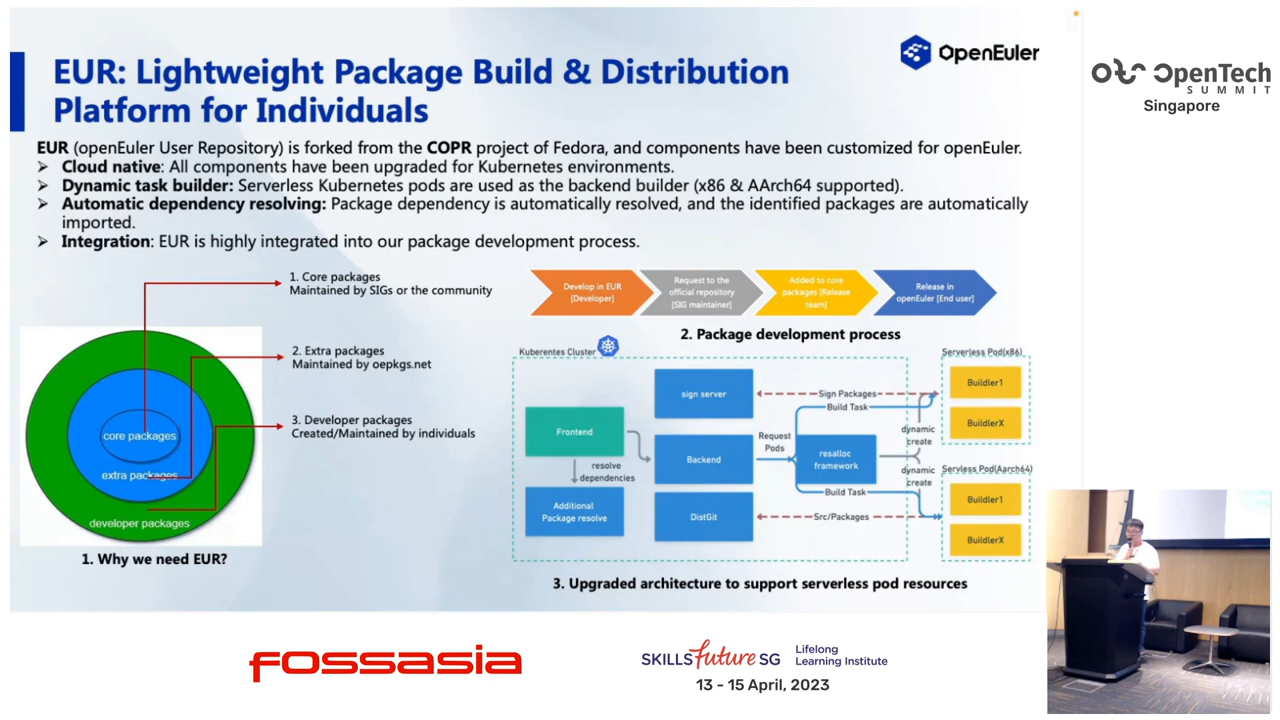 OpenEuler
EUR: Lightweight Package Build & Distribution
Platform for Individuals
OpenTech
SUMMIT
Singapore
EUR (openEuler User Repository) is forked from the COPR project of Fedora, and components have been customized for openEuler.
Cloud native: All components have been upgraded for Kubernetes environments.
Dynamic task builder: Serverless Kubernetes pods are used as the backend builder (x86 & AArch64 supported).
Automatic dependency resolving: Package dependency is automatically resolved, and the identified packages are automatically
imported.
Integration: EUR is highly integrated into our package development process.
1. Core packages
Maintained by SIGs or the community
2. Extra packages
Maintained by oepkgs.net
3. Developer packages
Created/Maintained by individuals
core packages
extra packages
developer packages
1. Why we need EUR?
Develop in EUR
[Developer]
Request to the
official repository
[SIG maintainer]
Added to core
packages [Release
team]
Release in
openEuler [End user]
2. Package development process
Kuberentes Cluster
Serverless Pod(x86)
sign server
Sign Packages
Build Task
Buildler1
BuilderX
Frontend
Backend
Request
Pods
resalloc
framework
dynamic
create
resolve
dependencies
dynamic
create
Servless Pod(Aarch64)
Additional
Package resolve
DistGit
Build Task
Src/Packages
Buildler1
BuilderX
3. Upgraded architecture to support serverless pod resources
FOSSASIA
SKILLS future SG
Lifelong
Learning Institute
13 - 15 April, 2023